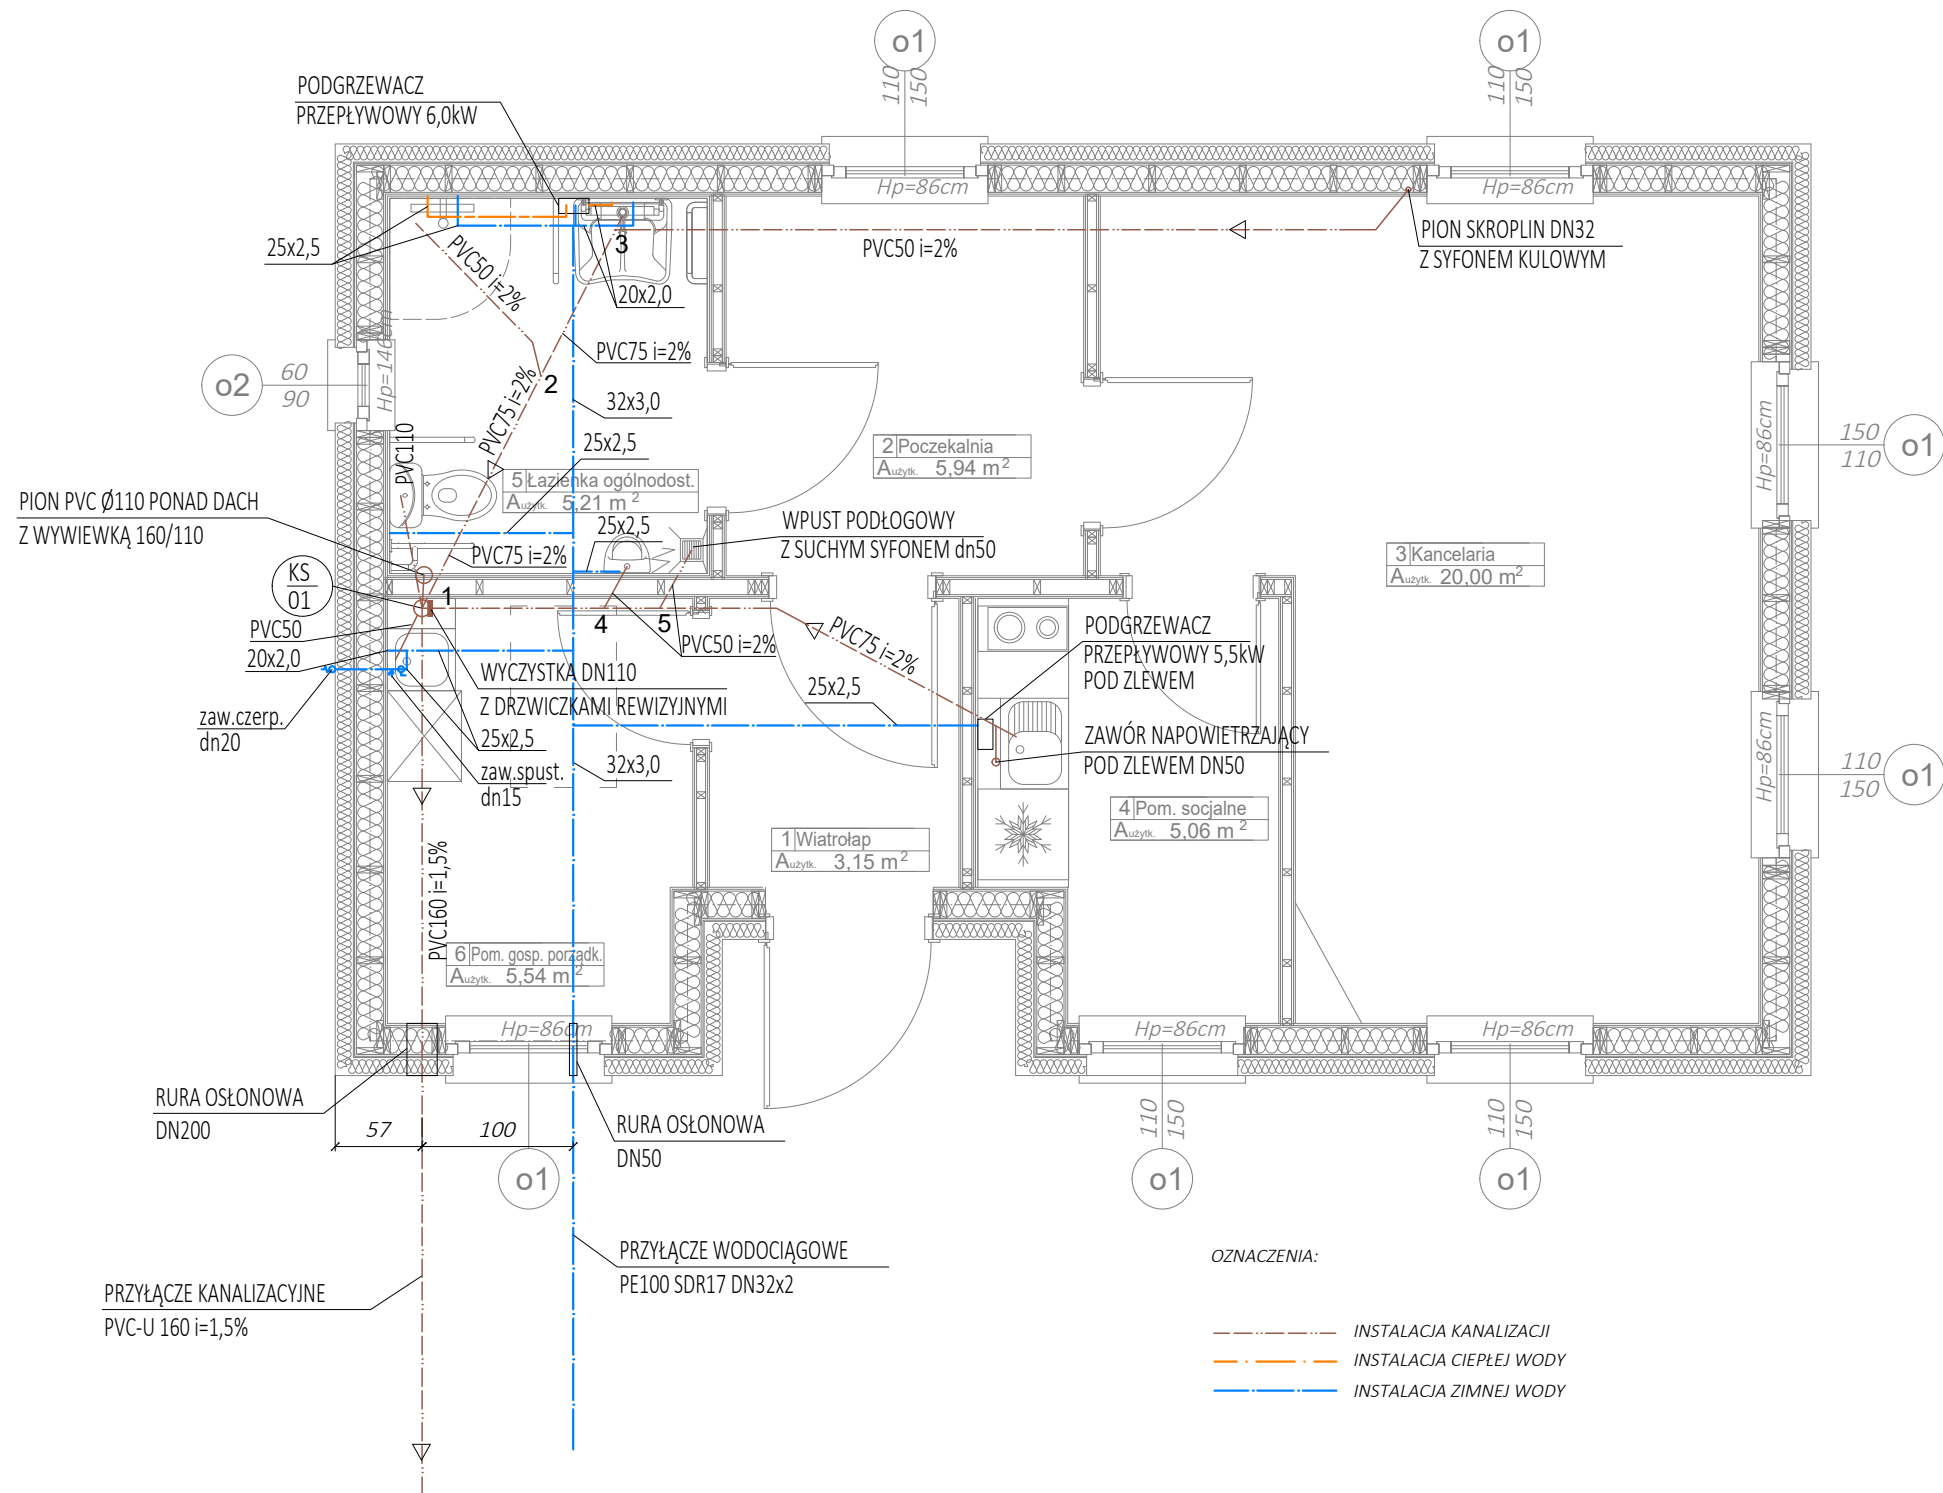 o1
110
150
o1
110
150
PODGRZEWACZ
PRZEPŁYWOWY 6,0kW
Hp=86cm
Hp=86cm
25x2,5
PVC50 i=2%
3
20x2,0
PVC50 i=2%
PION SKROPLIN DN32
Z SYFONEM KULOWYM
PVC75 i=2%
2
o2
60
90
Hp=146
PVC75 i=2%
32x3,0
PVC110
25x2,5
2 Poczekalnia
Aużytk. 5,94 m2
Hp=86cm
150
110
o1
5 Łazienka ogólnodost.
Aużytk. 5,21 m2
PION PVC Ø110 PONAD DACH
Z WYWIEWKĄ 160/110
25x2,5
WPUST PODŁOGOWY
Z SUCHYM SYFONEM dn50
PVC75 i=2%
3 Kancelaria
Aużytk. 20,00 m2
KS
01
1
4
5
PVC50
20x2,0
PVC50 i=2%
PVC75 i=2%
PODGRZEWACZ
PRZEPŁYWOWY 5,5kW
POD ZLEWEM
WYCZYSTKA DN110
Z DRZWICZKAMI REWIZYJNYMI
25x2,5
zaw.czerp.
dn20
25x2,5
zaw.spust.
dn15
32x3,0
ZAWÓR NAPOWIETRZAJĄCY
POD ZLEWEM DN50
Hp=86cm
110
150
o1
4 Pom. socjalne
Aużytk. 5,06 m2
1 Wiatrołap
Aużytk. 3,15 m2
PVC160 i=1,5%
6 Pom. gosp. porządk.
Aużytk. 5,54 m2
Hp=86cm
Hp=86cm
Hp=86cm
RURA OSŁONOWA
DN200
57
100
RURA OSŁONOWA
DN50
o1
110
150
o1
110
150
o1
PRZYŁĄCZE WODOCIĄGOWE
PE100 SDR17 DN32x2
PRZYŁĄCZE KANALIZACYJNE
PVC-U 160 i=1,5%
OZNACZENIA:
INSTALACJA KANALIZACJI
INSTALACJA CIEPŁEJ WODY
INSTALACJA ZIMNEJ WODY